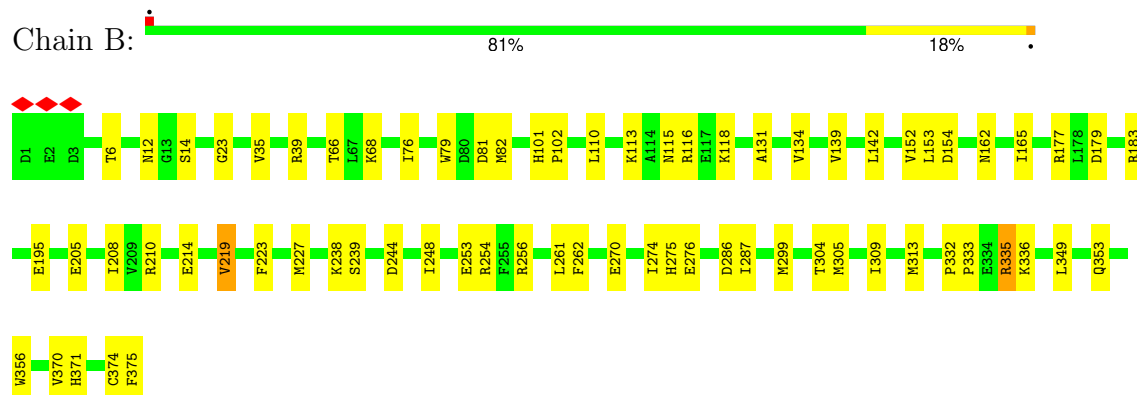 Chain B:
81% 18%
D1 E2 D3 T6 N12 G13 S14 G23 V35 R39 T66 L67 K68 I76 W79 D80 D81 M82 H101 P102 L110 K113 A114 N115 R116 E117 K118 A131 V134 V139 L142 V152 L153 D154 N162 I165 R177 L178 D179 R183
E195 E205 I208 V209 R210 E214 V219 F223 M227 K238 S239 D244 I248 E253 R254 F255 R256 L261 F262 E270 I274 H275 E276 D286 I287 M299 T304 M305 I309 M313 P332 P333 E334 R335 K336 L349 Q353
W356 V370 H371 C374 F375